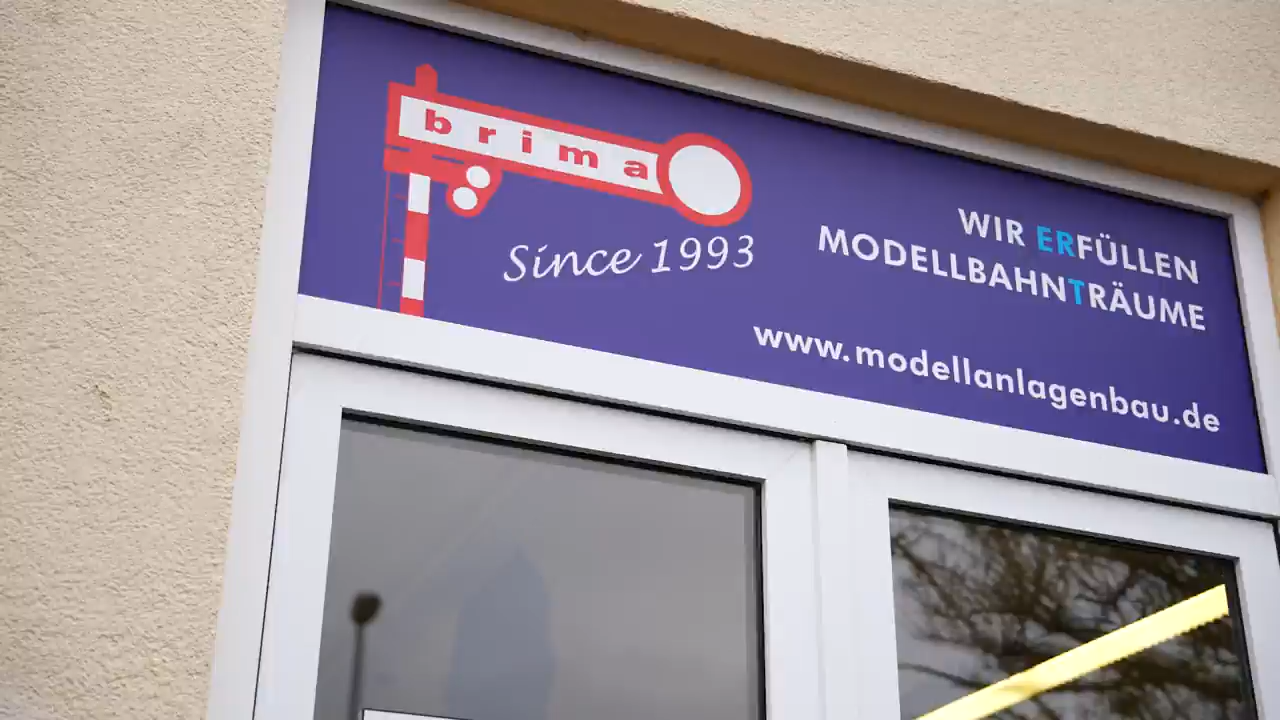 brima
Since 1993
WIR ERFÜLLEN
MODELLBAHNTRÄUME
www.modellanlagenbau.de